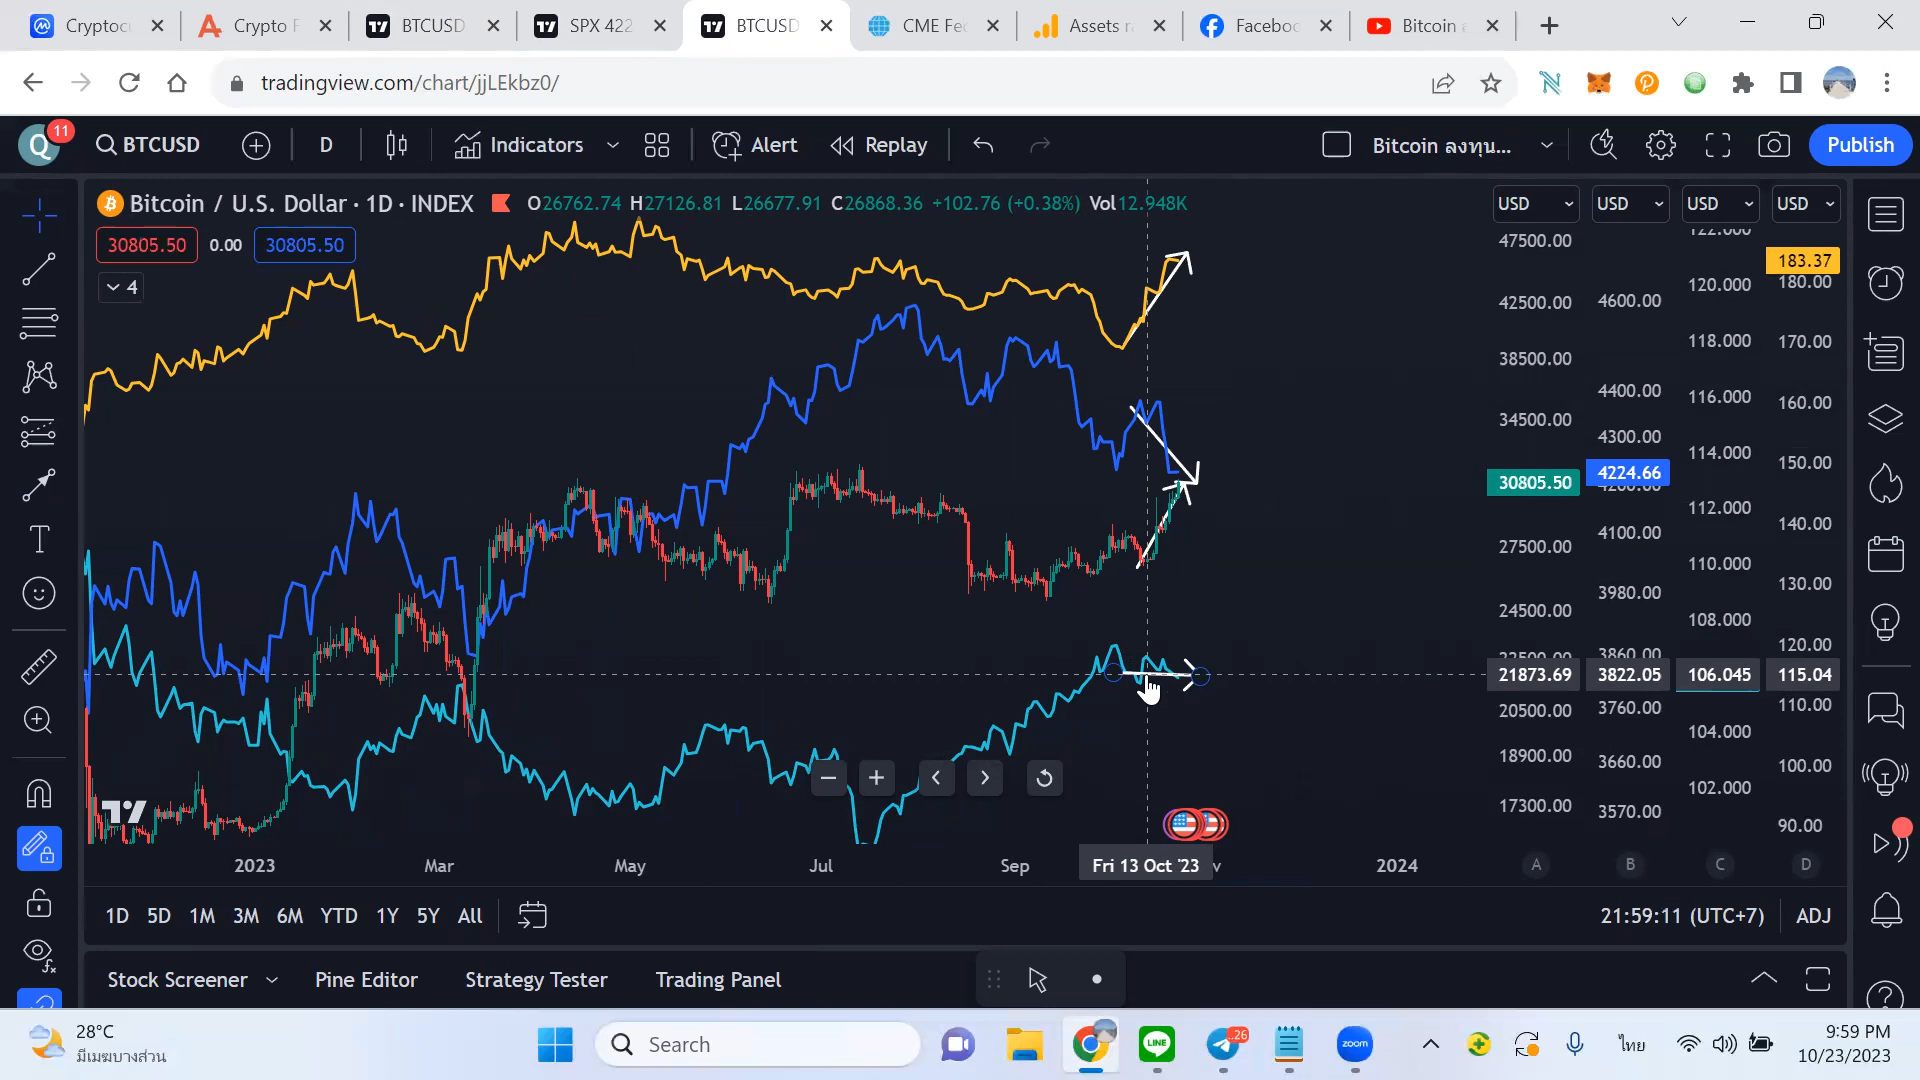 Cryptoc
Crypto F
BTCUSD
SPX 422
BTCUSD
CME Fe
Assets r
Faceboo
Bitcoin a
tradingview.com/chart/jjLEkbz0/
Q 11
BTCUSD
D
Indicators
Alert
Replay
Bitcoin ลงทุน...
Publish
Bitcoin / U.S. Dollar · 1D · INDEX
O26762.74 H27126.81 L26677.91 C26868.36 +102.76 (+0.38%) Vol12.948K
30805.50 0.00 30805.50
4
USD USD USD USD
47500.00
42500.00
38500.00
34500.00
30805.50
27500.00
24500.00
21873.69
20500.00
18900.00
17300.00
4600.00
4400.00
4300.00
4224.66
4100.00
3980.00
3860.00
3822.05
3760.00
3660.00
3570.00
122.000
120.000
118.000
116.000
114.000
112.000
110.000
108.000
106.045
104.000
102.000
183.37
180.00
170.00
160.00
150.00
140.00
130.00
120.00
115.04
110.00
100.00
90.00
2023 Mar May Jul Sep Fri 13 Oct '23 v 2024
A B C D
1D 5D 1M 3M 6M YTD 1Y 5Y All
21:59:11 (UTC+7) ADJ
Stock Screener Pine Editor Strategy Tester Trading Panel
28°C
มีเมฆบางส่วน
Search
LINE
26
zoom
ไทย
9:59 PM
10/23/2023